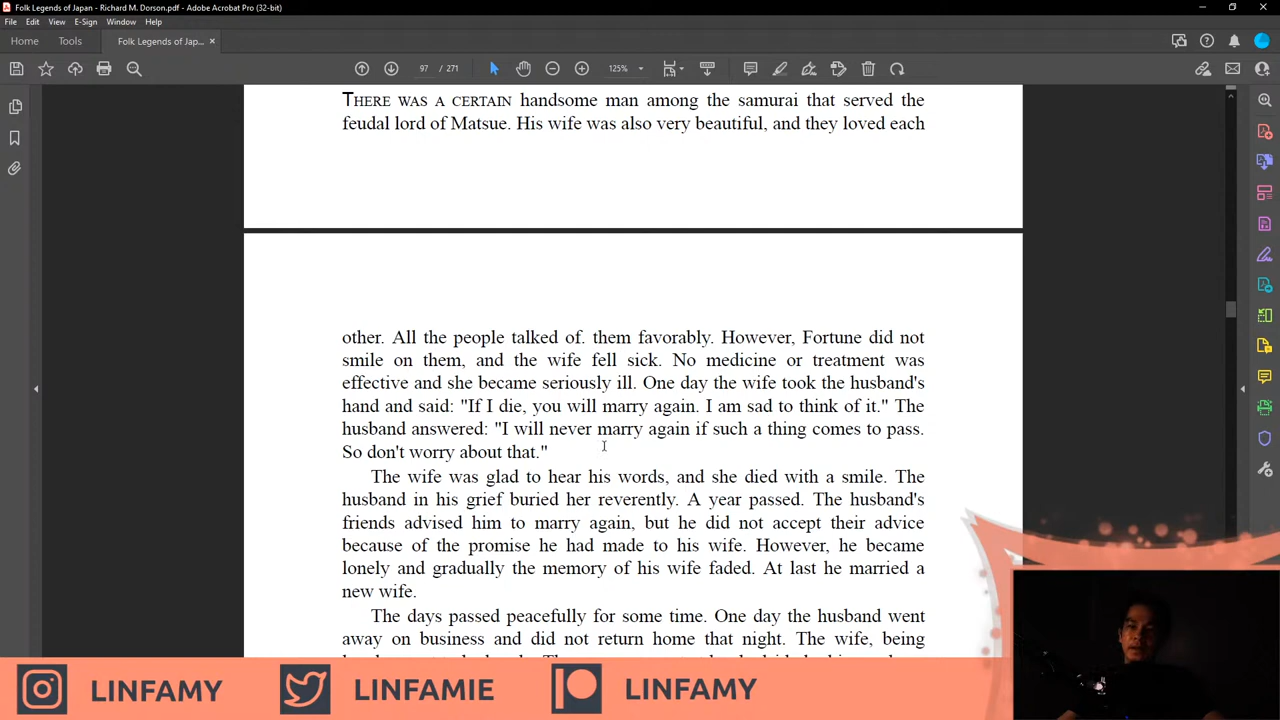 Folk Legends of Japan - Richard M. Dorson.pdf - Adobe Acrobat Pro (32-bit)
File Edit View E-Sign Window Help
Home Tools Folk Legends of Jap... ×
97 / 271 125%
THERE WAS A CERTAIN handsome man among the samurai that served the
feudal lord of Matsue. His wife was also very beautiful, and they loved each
other. All the people talked of. them favorably. However, Fortune did not
smile on them, and the wife fell sick. No medicine or treatment was
effective and she became seriously ill. One day the wife took the husband's
hand and said: "If I die, you will marry again. I am sad to think of it." The
husband answered: "I will never marry again if such a thing comes to pass.
So don't worry about that."
The wife was glad to hear his words, and she died with a smile. The
husband in his grief buried her reverently. A year passed. The husband's
friends advised him to marry again, but he did not accept their advice
because of the promise he had made to his wife. However, he became
lonely and gradually the memory of his wife faded. At last he married a
new wife.
The days passed peacefully for some time. One day the husband went
away on business and did not return home that night. The wife, being
LINFAMY LINFAMIE LINFAMY